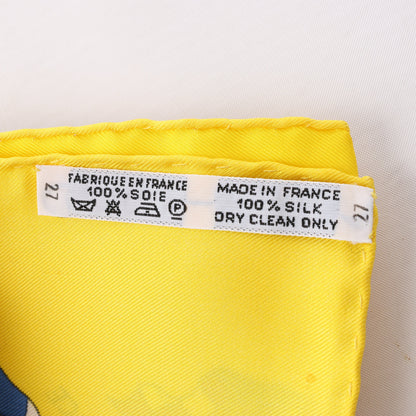 27
FABRIQUE EN FRANCE
100% SOIE
P
MADE IN FRANCE
100% SILK
DRY CLEAN ONLY
27